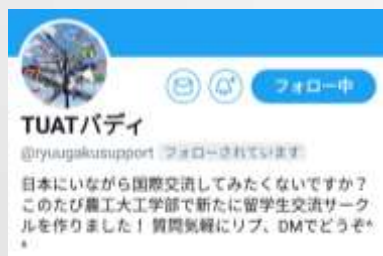 フォロー中
TUATバディ
@ryuugakusupport フォローされています
日本にいながら国際交流してみたくないですか？
このたび農工大工学部で新たに留学生交流サーク
ルを作りました！ 質問気軽にリプ、DMでどうぞ^
^